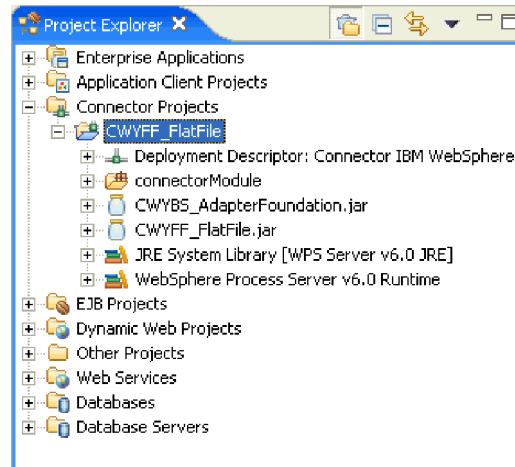 Project Explorer
Enterprise Applications
Application Client Projects
Connector Projects
CWYFF_FlatFile
Deployment Descriptor: Connector IBM WebSphere
connectorModule
CWYBS_AdapterFoundation.jar
CWYFF_FlatFile.jar
JRE System Library [WPS Server v6.0 JRE]
WebSphere Process Server v6.0 Runtime
EJB Projects
Dynamic Web Projects
Other Projects
Web Services
Databases
Database Servers